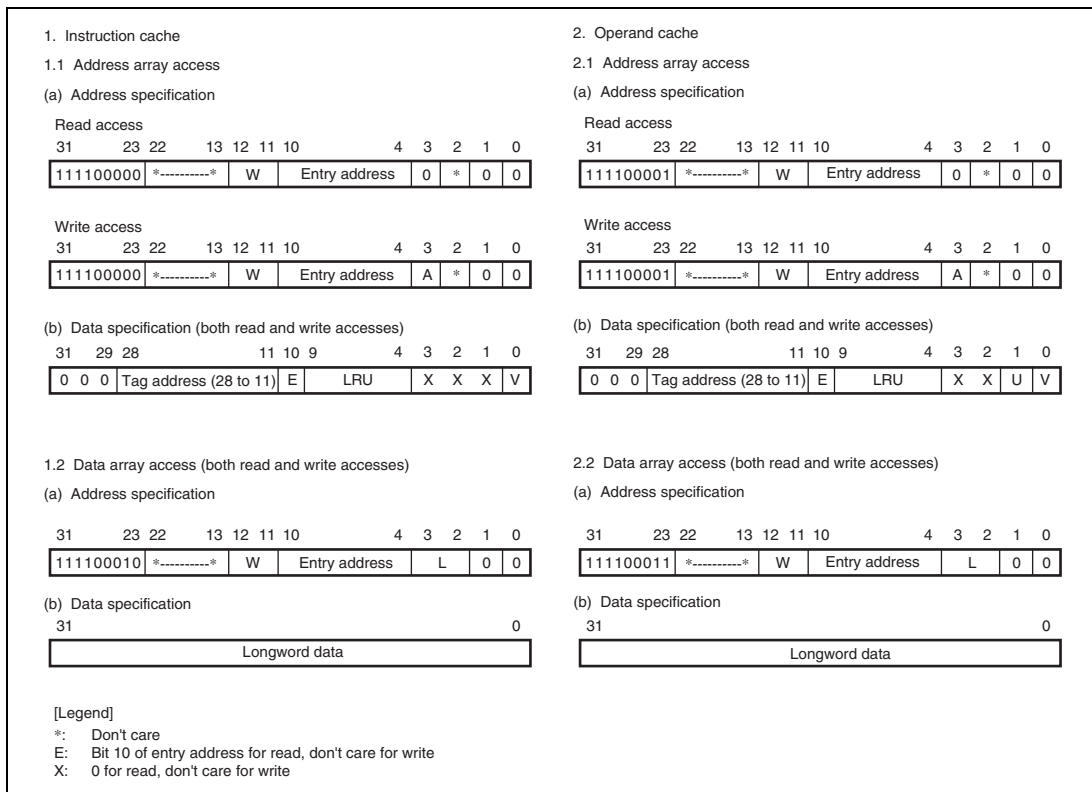 1. Instruction cache
1.1 Address array access
(a) Address specification
Read access
31 23 22 13 12 11 10 4 3 2 1 0
111100000 *----------* W Entry address 0 * 0 0
Write access
31 23 22 13 12 11 10 4 3 2 1 0
111100000 *----------* W Entry address A * 0 0
(b) Data specification (both read and write accesses)
31 29 28 11 10 9 4 3 2 1 0
0 0 0 Tag address (28 to 11) E LRU X X X V
1.2 Data array access (both read and write accesses)
(a) Address specification
31 23 22 13 12 11 10 4 3 2 1 0
111100010 *----------* W Entry address L 0 0
(b) Data specification
31 0
Longword data
2. Operand cache
2.1 Address array access
(a) Address specification
Read access
31 23 22 13 12 11 10 4 3 2 1 0
111100001 *----------* W Entry address 0 * 0 0
Write access
31 23 22 13 12 11 10 4 3 2 1 0
111100001 *----------* W Entry address A * 0 0
(b) Data specification (both read and write accesses)
31 29 28 11 10 9 4 3 2 1 0
0 0 0 Tag address (28 to 11) E LRU X X U V
2.2 Data array access (both read and write accesses)
(a) Address specification
31 23 22 13 12 11 10 4 3 2 1 0
111100011 *----------* W Entry address L 0 0
(b) Data specification
31 0
Longword data
[Legend]
*: Don't care
E: Bit 10 of entry address for read, don't care for write
X: 0 for read, don't care for write